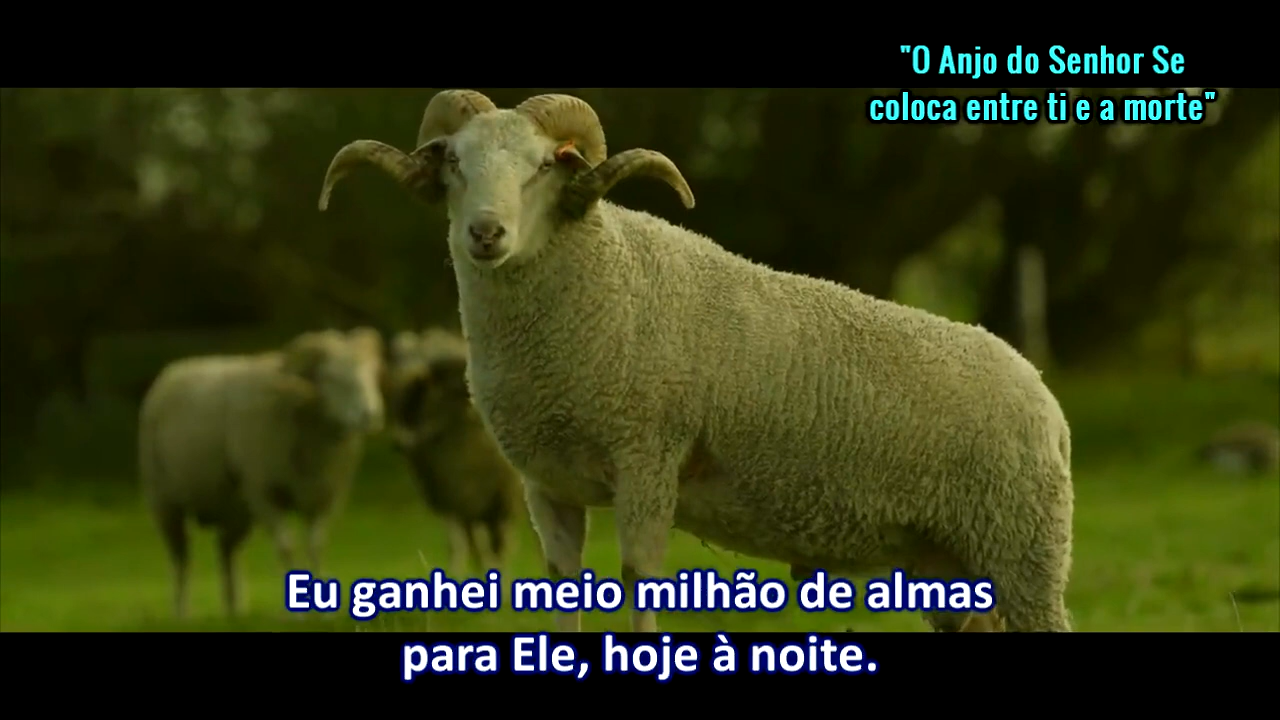 "O Anjo do Senhor Se
coloca entre ti e a morte"
Eu ganhei meio milhão de almas
para Ele, hoje à noite.